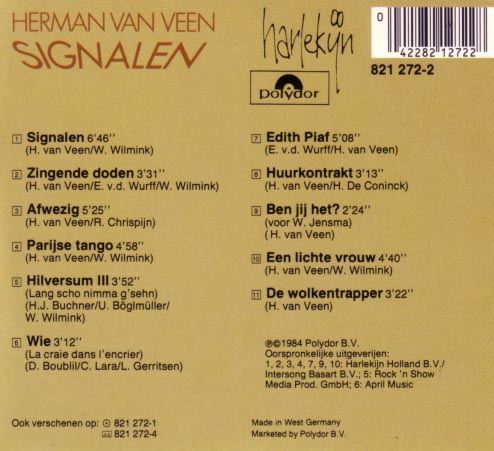 HERMAN VAN VEEN
SIGNALEN
harlekijn
polydor
0
42282 12722
821 272-2
1 Signalen 6'46''
(H. van Veen/W. Wilmink)
2 Zingende doden 3'31''
(H. van Veen/E. v.d. Wurff/W. Wilmink)
3 Afwezig 5'25''
(H. van Veen/R. Chrispijn)
4 Parijse tango 4'58''
(H. van Veen/W. Wilmink)
5 Hilversum III 3'52''
(Lang scho nimma g'sehn)
(H.J. Buchner/U. Böglmüller/
W. Wilmink)
6 Wie 3'12''
(La craie dans l'encrier)
(D. Boublil/C. Lara/L. Gerritsen)
7 Edith Piaf 5'08''
(E. v.d. Wurff/H. van Veen)
8 Huurkontrakt 3'13''
(H. van Veen/H. De Coninck)
9 Ben jij het? 2'24''
(voor W. Jensma)
(H. van Veen)
10 Een lichte vrouw 4'40''
(H. van Veen/W. Wilmink)
11 De wolkentrapper 3'22''
(H. van Veen)
℗©1984 Polydor B.V.
Oorspronkelijke uitgeverijen:
1, 2, 3, 4, 7, 9, 10: Harlekijn Holland B.V./
Intersong Basart B.V.; 5: Rock 'n Show
Media Prod. GmbH; 6: April Music
Ook verschenen op: 821 272-1
821 272-4
Made in West Germany
Marketed by Polydor B.V.